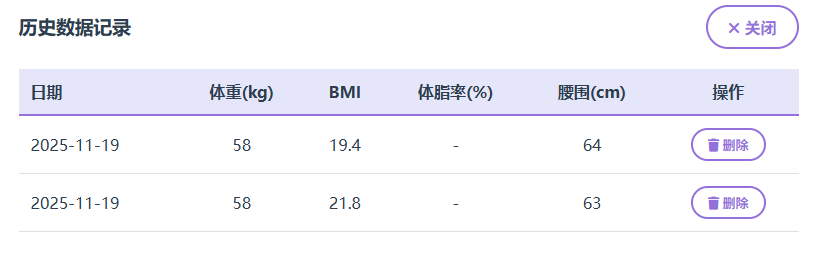 历史数据记录 × 关闭
日期 体重(kg) BMI 体脂率(%) 腰围(cm) 操作
2025-11-19 58 19.4 - 64 删除
2025-11-19 58 21.8 - 63 删除